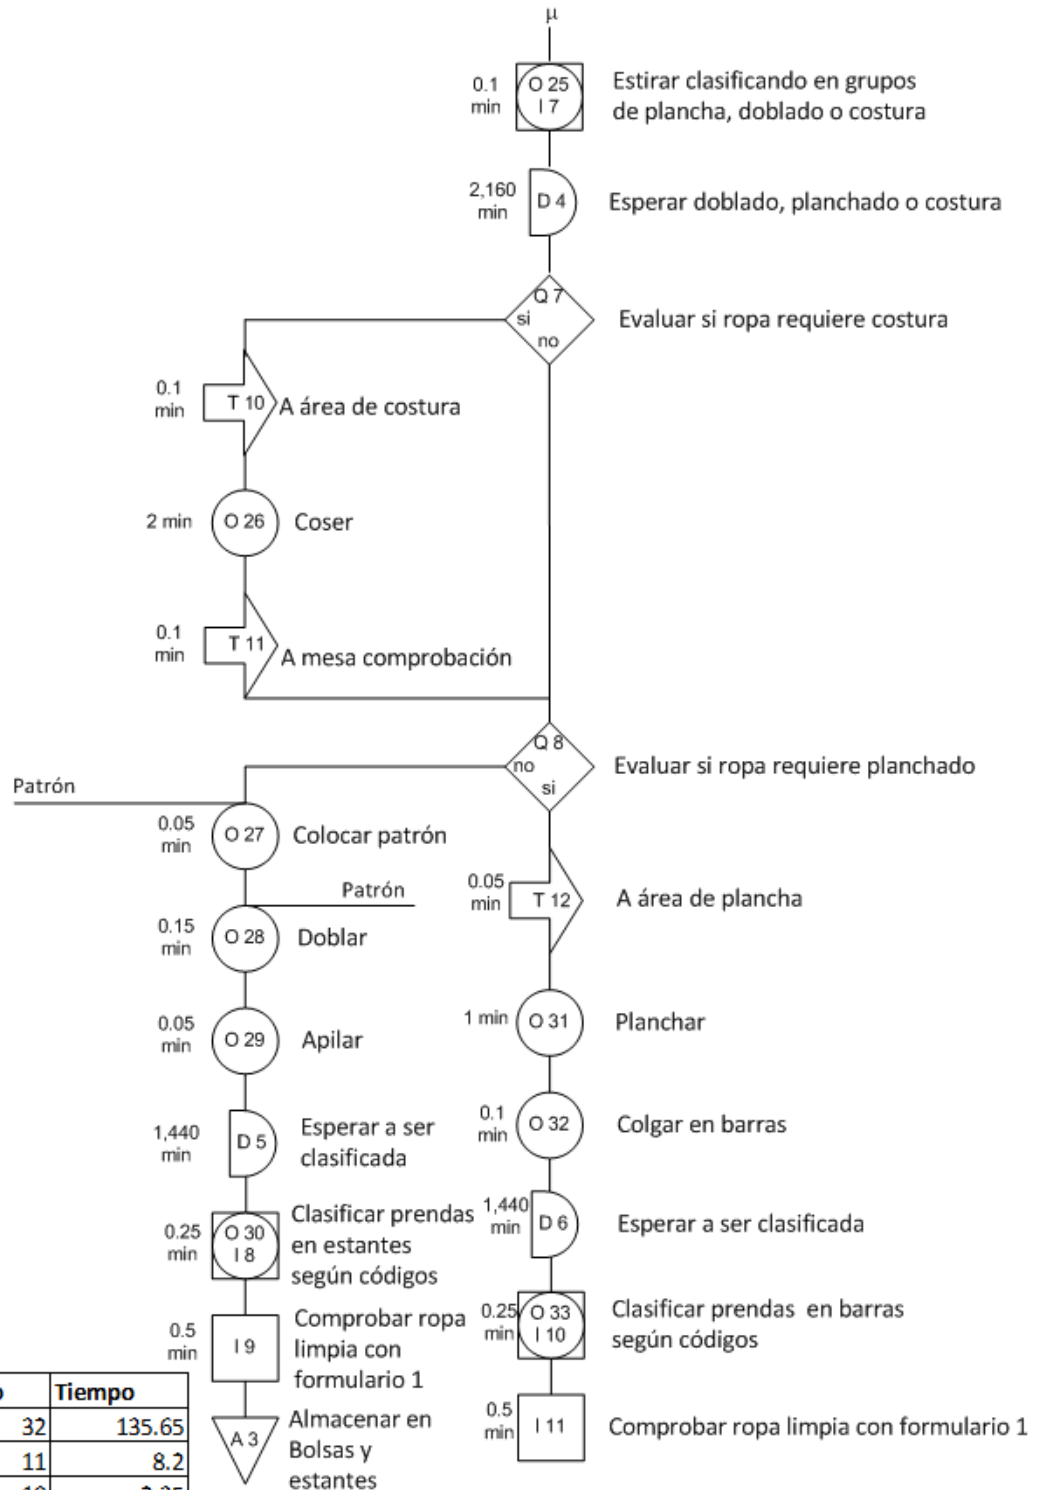 µ
0.1
min
O 25
I 7
Estirar clasificando en grupos
de plancha, doblado o costura
2,160
min
D 4
Esperar doblado, planchado o costura
Q 7
si
no
Evaluar si ropa requiere costura
0.1
min
T 10
A área de costura
2 min
O 26
Coser
0.1
min
T 11
A mesa comprobación
Q 8
no
si
Evaluar si ropa requiere planchado
Patrón
0.05
min
O 27
Colocar patrón
Patrón
0.15
min
O 28
Doblar
0.05
min
O 29
Apilar
1,440
min
D 5
Esperar a ser
clasificada
0.25
min
O 30
I 8
Clasificar prendas
en estantes
según códigos
0.5
min
I 9
Comprobar ropa
limpia con
formulario 1
A 3
Almacenar en
Bolsas y
estantes
0.05
min
T 12
A área de plancha
1 min
O 31
Planchar
0.1
min
O 32
Colgar en barras
1,440
min
D 6
Esperar a ser clasificada
0.25
min
O 33
I 10
Clasificar prendas en barras
según códigos
0.5
min
I 11
Comprobar ropa limpia con formulario 1
Tiempo
32 135.65
11 8.2